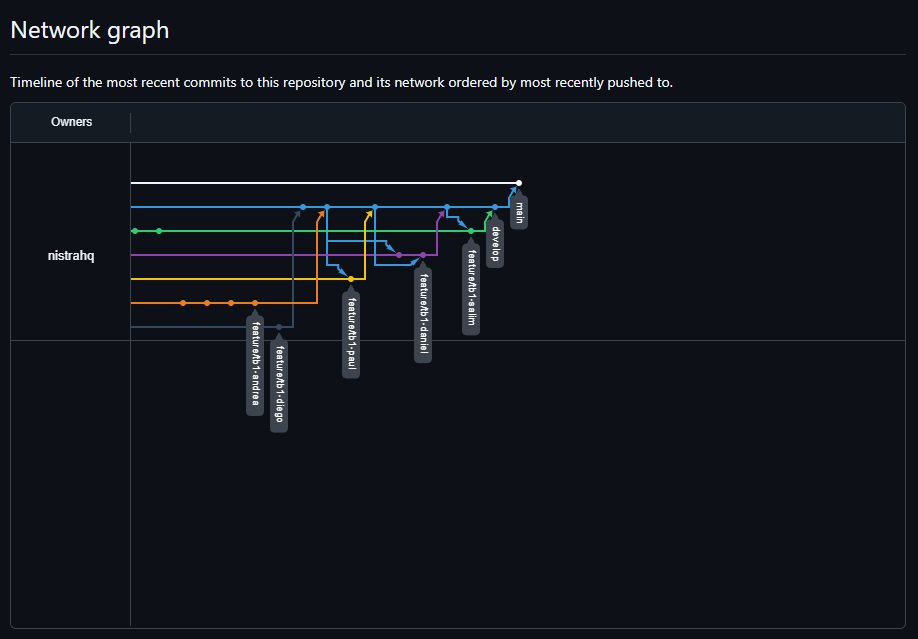 Network graph
Timeline of the most recent commits to this repository and its network ordered by most recently pushed to.
Owners
nistrahq
main
develop
feature/tb1-salim
feature/tb1-daniel
feature/tb1-paul
feature/tb1-andrea
feature/tb1-diego